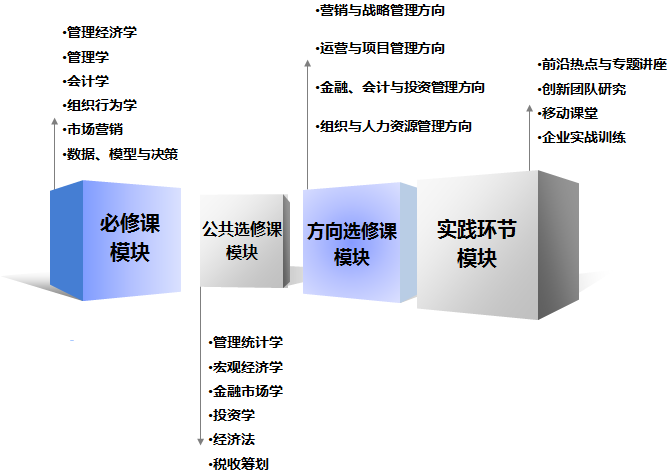 •管理经济学
•管理学
•会计学
•组织行为学
•市场营销
•数据、模型与决策
必修课
模块
公共选修课
模块
•管理统计学
•宏观经济学
•金融市场学
•投资学
•经济法
•税收筹划
•营销与战略管理方向
•运营与项目管理方向
•金融、会计与投资管理方向
•组织与人力资源管理方向
方向选修课
模块
•前沿热点与专题讲座
•创新团队研究
•移动课堂
•企业实战训练
实践环节
模块